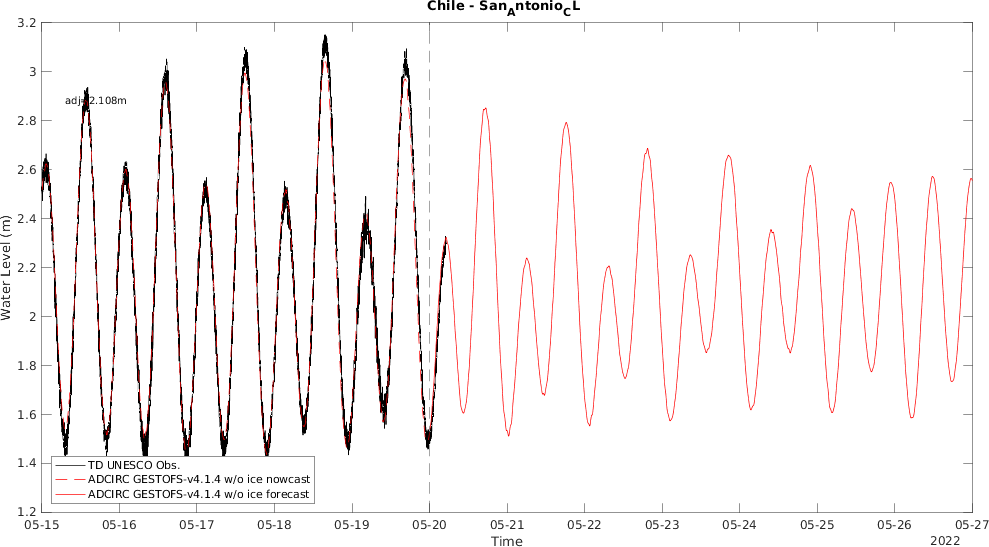 Chile - SanAntonioCL
3.2
3
2.8
2.6
2.4
2.2
2
1.8
1.6
1.4
1.2
Water Level (m)
adj=2.108m
TD UNESCO Obs.
ADCIRC GESTOFS-v4.1.4 w/o ice nowcast
ADCIRC GESTOFS-v4.1.4 w/o ice forecast
05-15 05-16 05-17 05-18 05-19 05-20 05-21 05-22 05-23 05-24 05-25 05-26 05-27
Time
2022